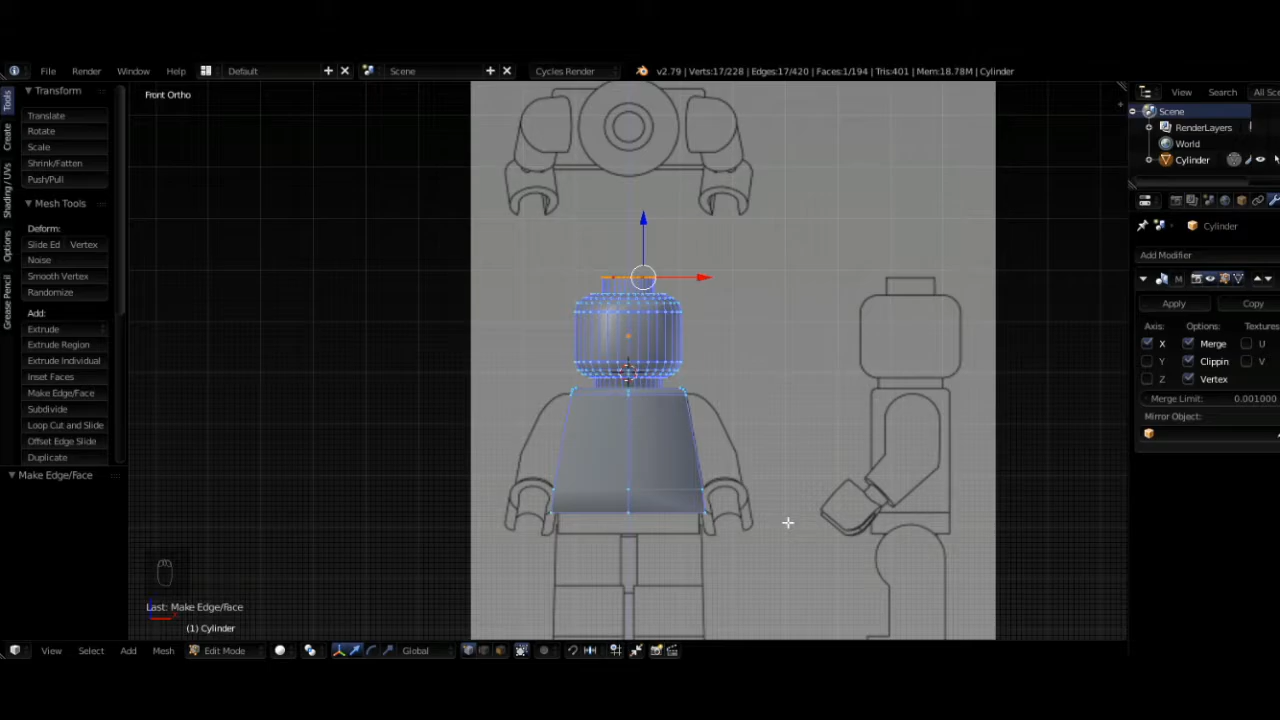 File Render Window Help Default Scene Cycles Render v2.79 | Verts:17/228 | Edges:17/420 | Faces:1/194 | Tris:401 | Mem:18.78M | Cylinder
Tools
Create
Shading / UVs
Options
Grease Pencil
Transform
Translate
Rotate
Scale
Shrink/Fatten
Push/Pull
Mesh Tools
Deform:
Slide Ed Vertex
Noise
Smooth Vertex
Randomize
Add:
Extrude
Extrude Region
Extrude Individual
Inset Faces
Make Edge/Face
Subdivide
Loop Cut and Slide
Offset Edge Slide
Duplicate
Make Edge/Face
Front Ortho
Last: Make Edge/Face
(1) Cylinder
View Select Add Mesh Edit Mode Global
View Search All Sce
Scene
RenderLayers
World
Cylinder
Cylinder
Add Modifier
M
Apply Copy
Axis: Options: Textures
X Merge U
Y Clippin V
Z Vertex
Merge Limit: 0.001000
Mirror Object: